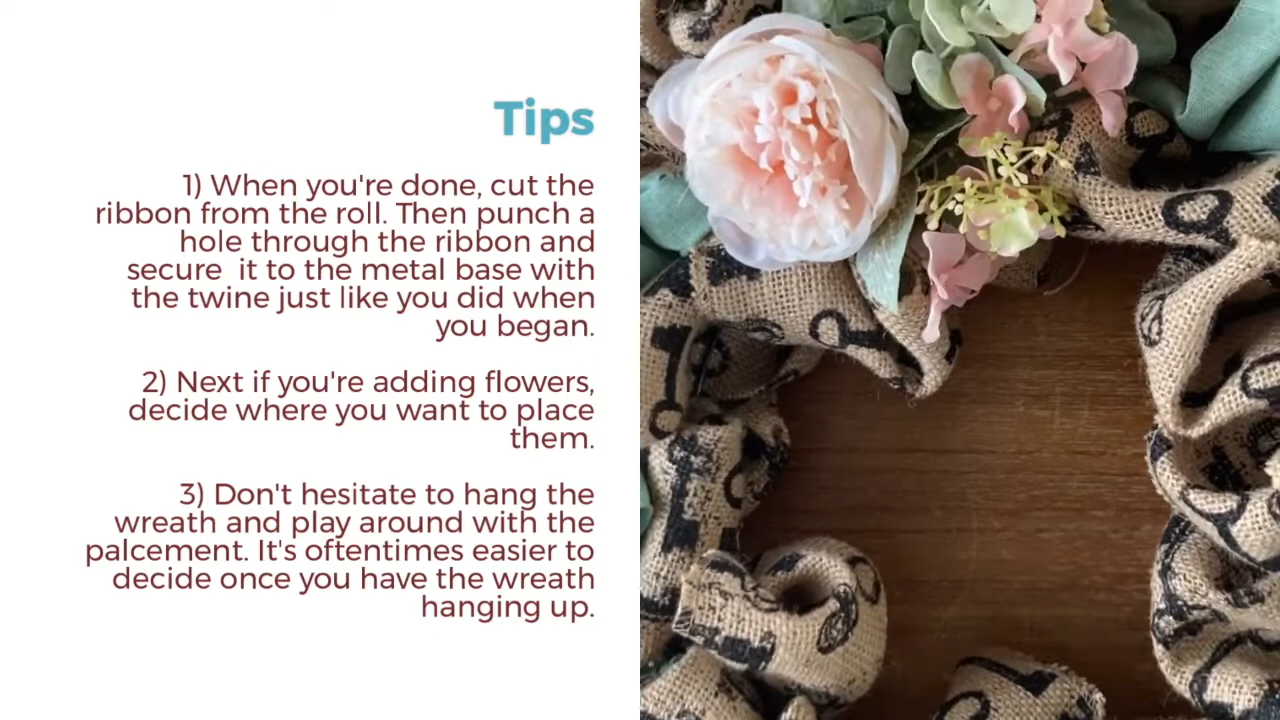 Tips
1) When you're done, cut the
ribbon from the roll. Then punch a
hole through the ribbon and
secure  it to the metal base with
the twine just like you did when
you began.
2) Next if you're adding flowers,
decide where you want to place
them.
3) Don't hesitate to hang the
wreath and play around with the
palcement. It's oftentimes easier to
decide once you have the wreath
hanging up.